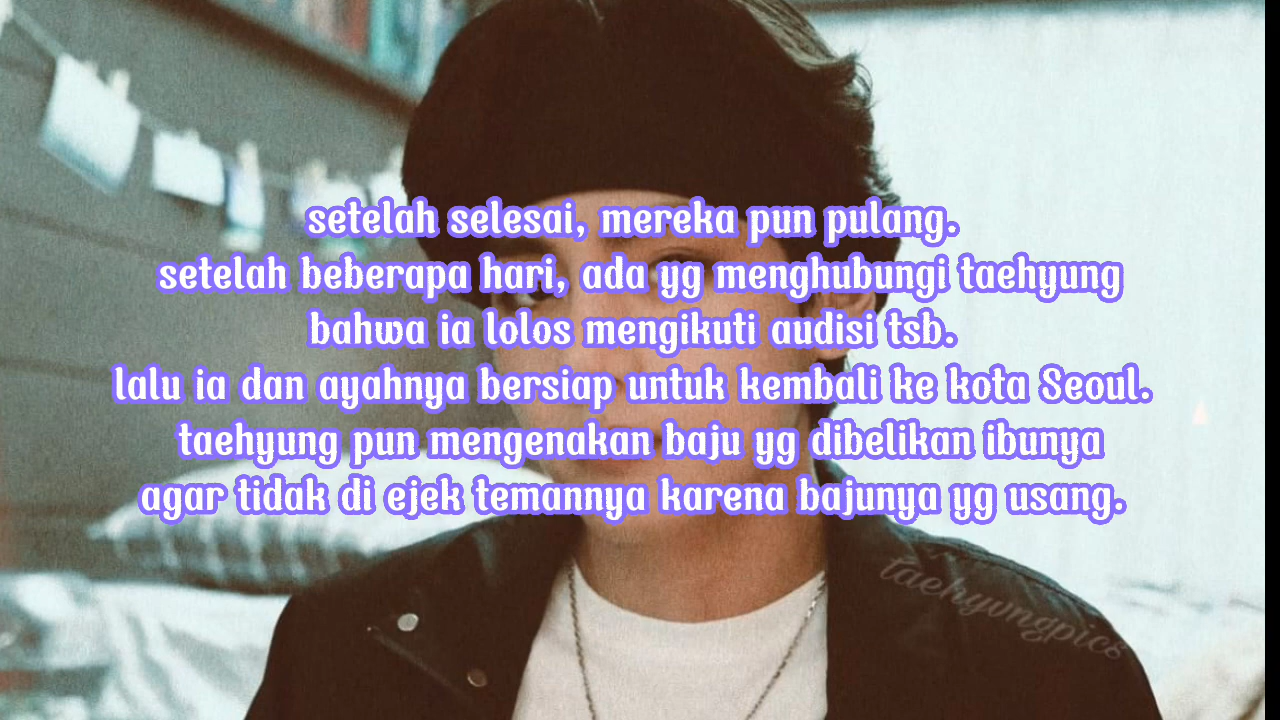 setelah selesai, mereka pun pulang.
setelah beberapa hari, ada yg menghubungi taehyung
bahwa ia lolos mengikuti audisi tsb.
lalu ia dan ayahnya bersiap untuk kembali ke kota Seoul.
taehyung pun mengenakan baju yg dibelikan ibunya
agar tidak di ejek temannya karena bajunya yg usang.
taehyvngpics